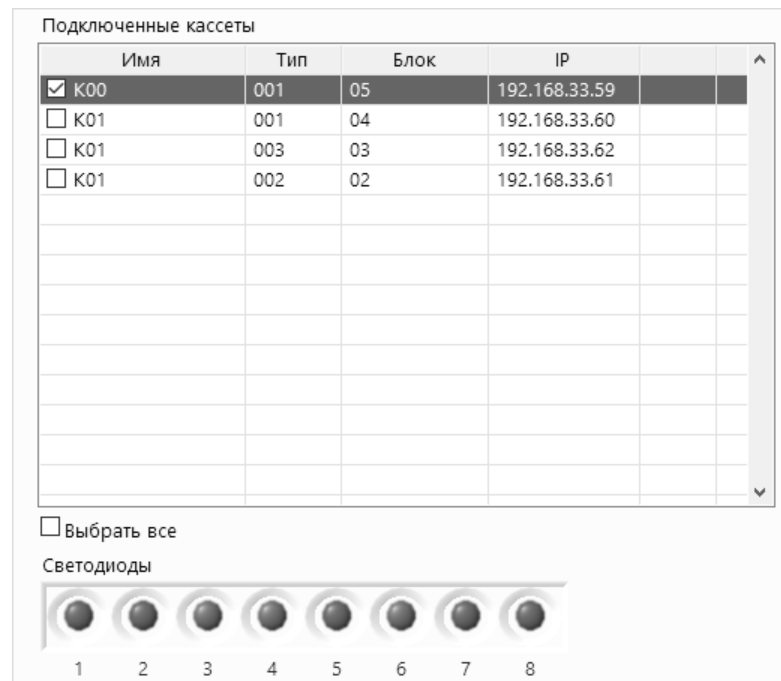 Подключенные кассеты
Имя Тип Блок IP
K00 001 05 192.168.33.59
K01 001 04 192.168.33.60
K01 003 03 192.168.33.62
K01 002 02 192.168.33.61
Выбрать все
Светодиоды
1 2 3 4 5 6 7 8